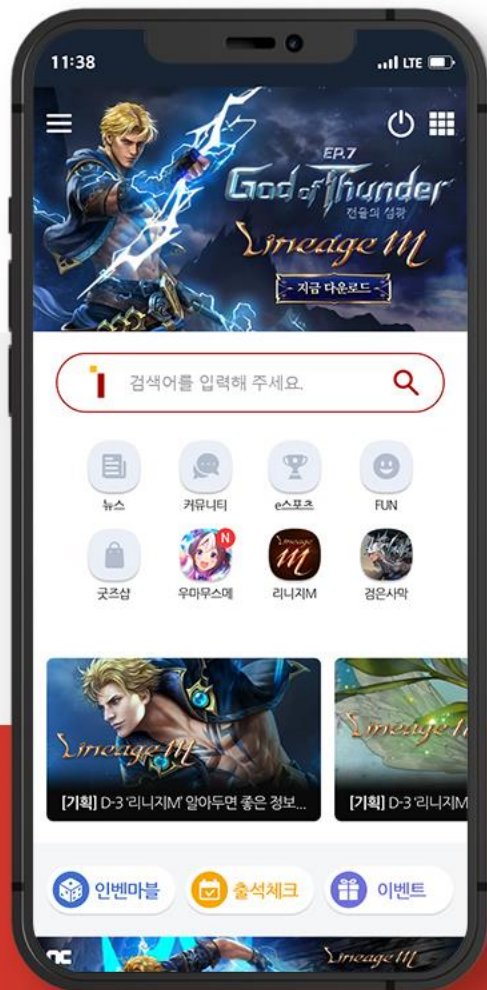 11:38
LTE
EP.7
God of Thunder
전율의 섬광
Lineage M
지금 다운로드
검색어를 입력해 주세요.
뉴스
커뮤니티
e스포츠
FUN
굿즈샵
N
우마무스메
Lineage M
리니지M
검은사막
Lineage M
[기획] D-3 '리니지M' 알아두면 좋은 정보...
Lineage M
[기획] D-3 '리니지M
인벤마블
출석체크
이벤트
NC
Lineage M